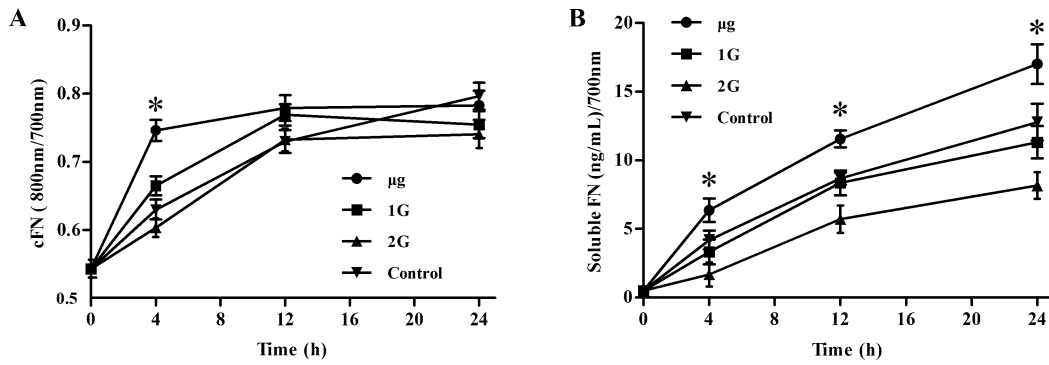 A
cFN ( 800nm/700nm)
0.9
0.8
0.7
0.6
0.5
*
μg
1G
2G
Control
0 4 8 12 16 20 24
Time (h)
B
Soluble FN (ng/mL)/700nm
20
15
10
5
0
μg
1G
2G
Control
*
*
*
0 4 8 12 16 20 24
Time (h)